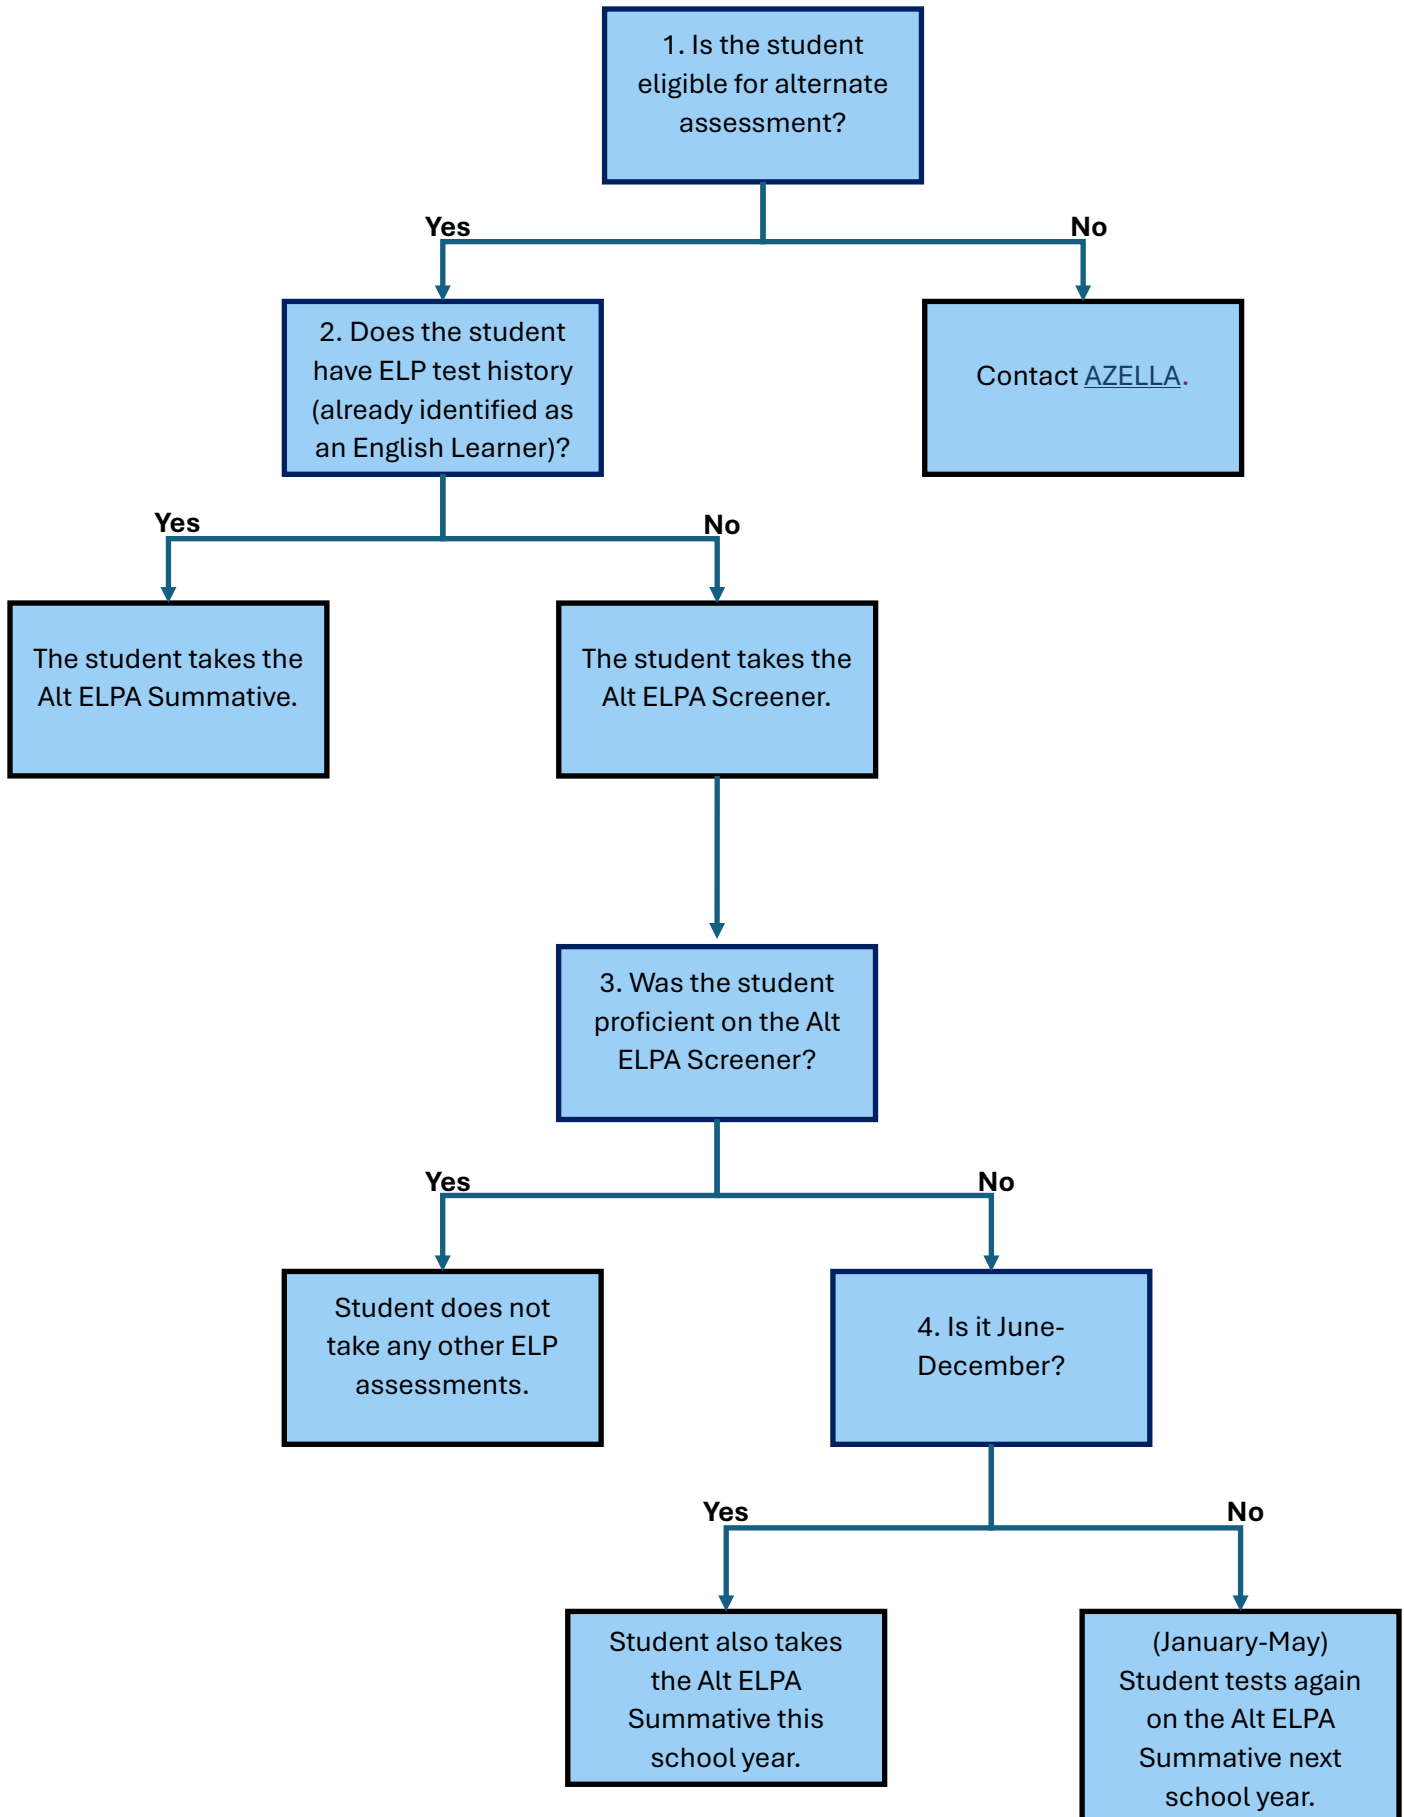 1. Is the student
eligible for alternate
assessment?
Yes
No
2. Does the student
have ELP test history
(already identified as
an English Learner)?
Contact AZELLA.
Yes
No
The student takes the
Alt ELPA Summative.
The student takes the
Alt ELPA Screener.
3. Was the student
proficient on the Alt
ELPA Screener?
Yes
No
Student does not
take any other ELP
assessments.
4. Is it June-
December?
Yes
No
Student also takes
the Alt ELPA
Summative this
school year.
(January-May)
Student tests again
on the Alt ELPA
Summative next
school year.